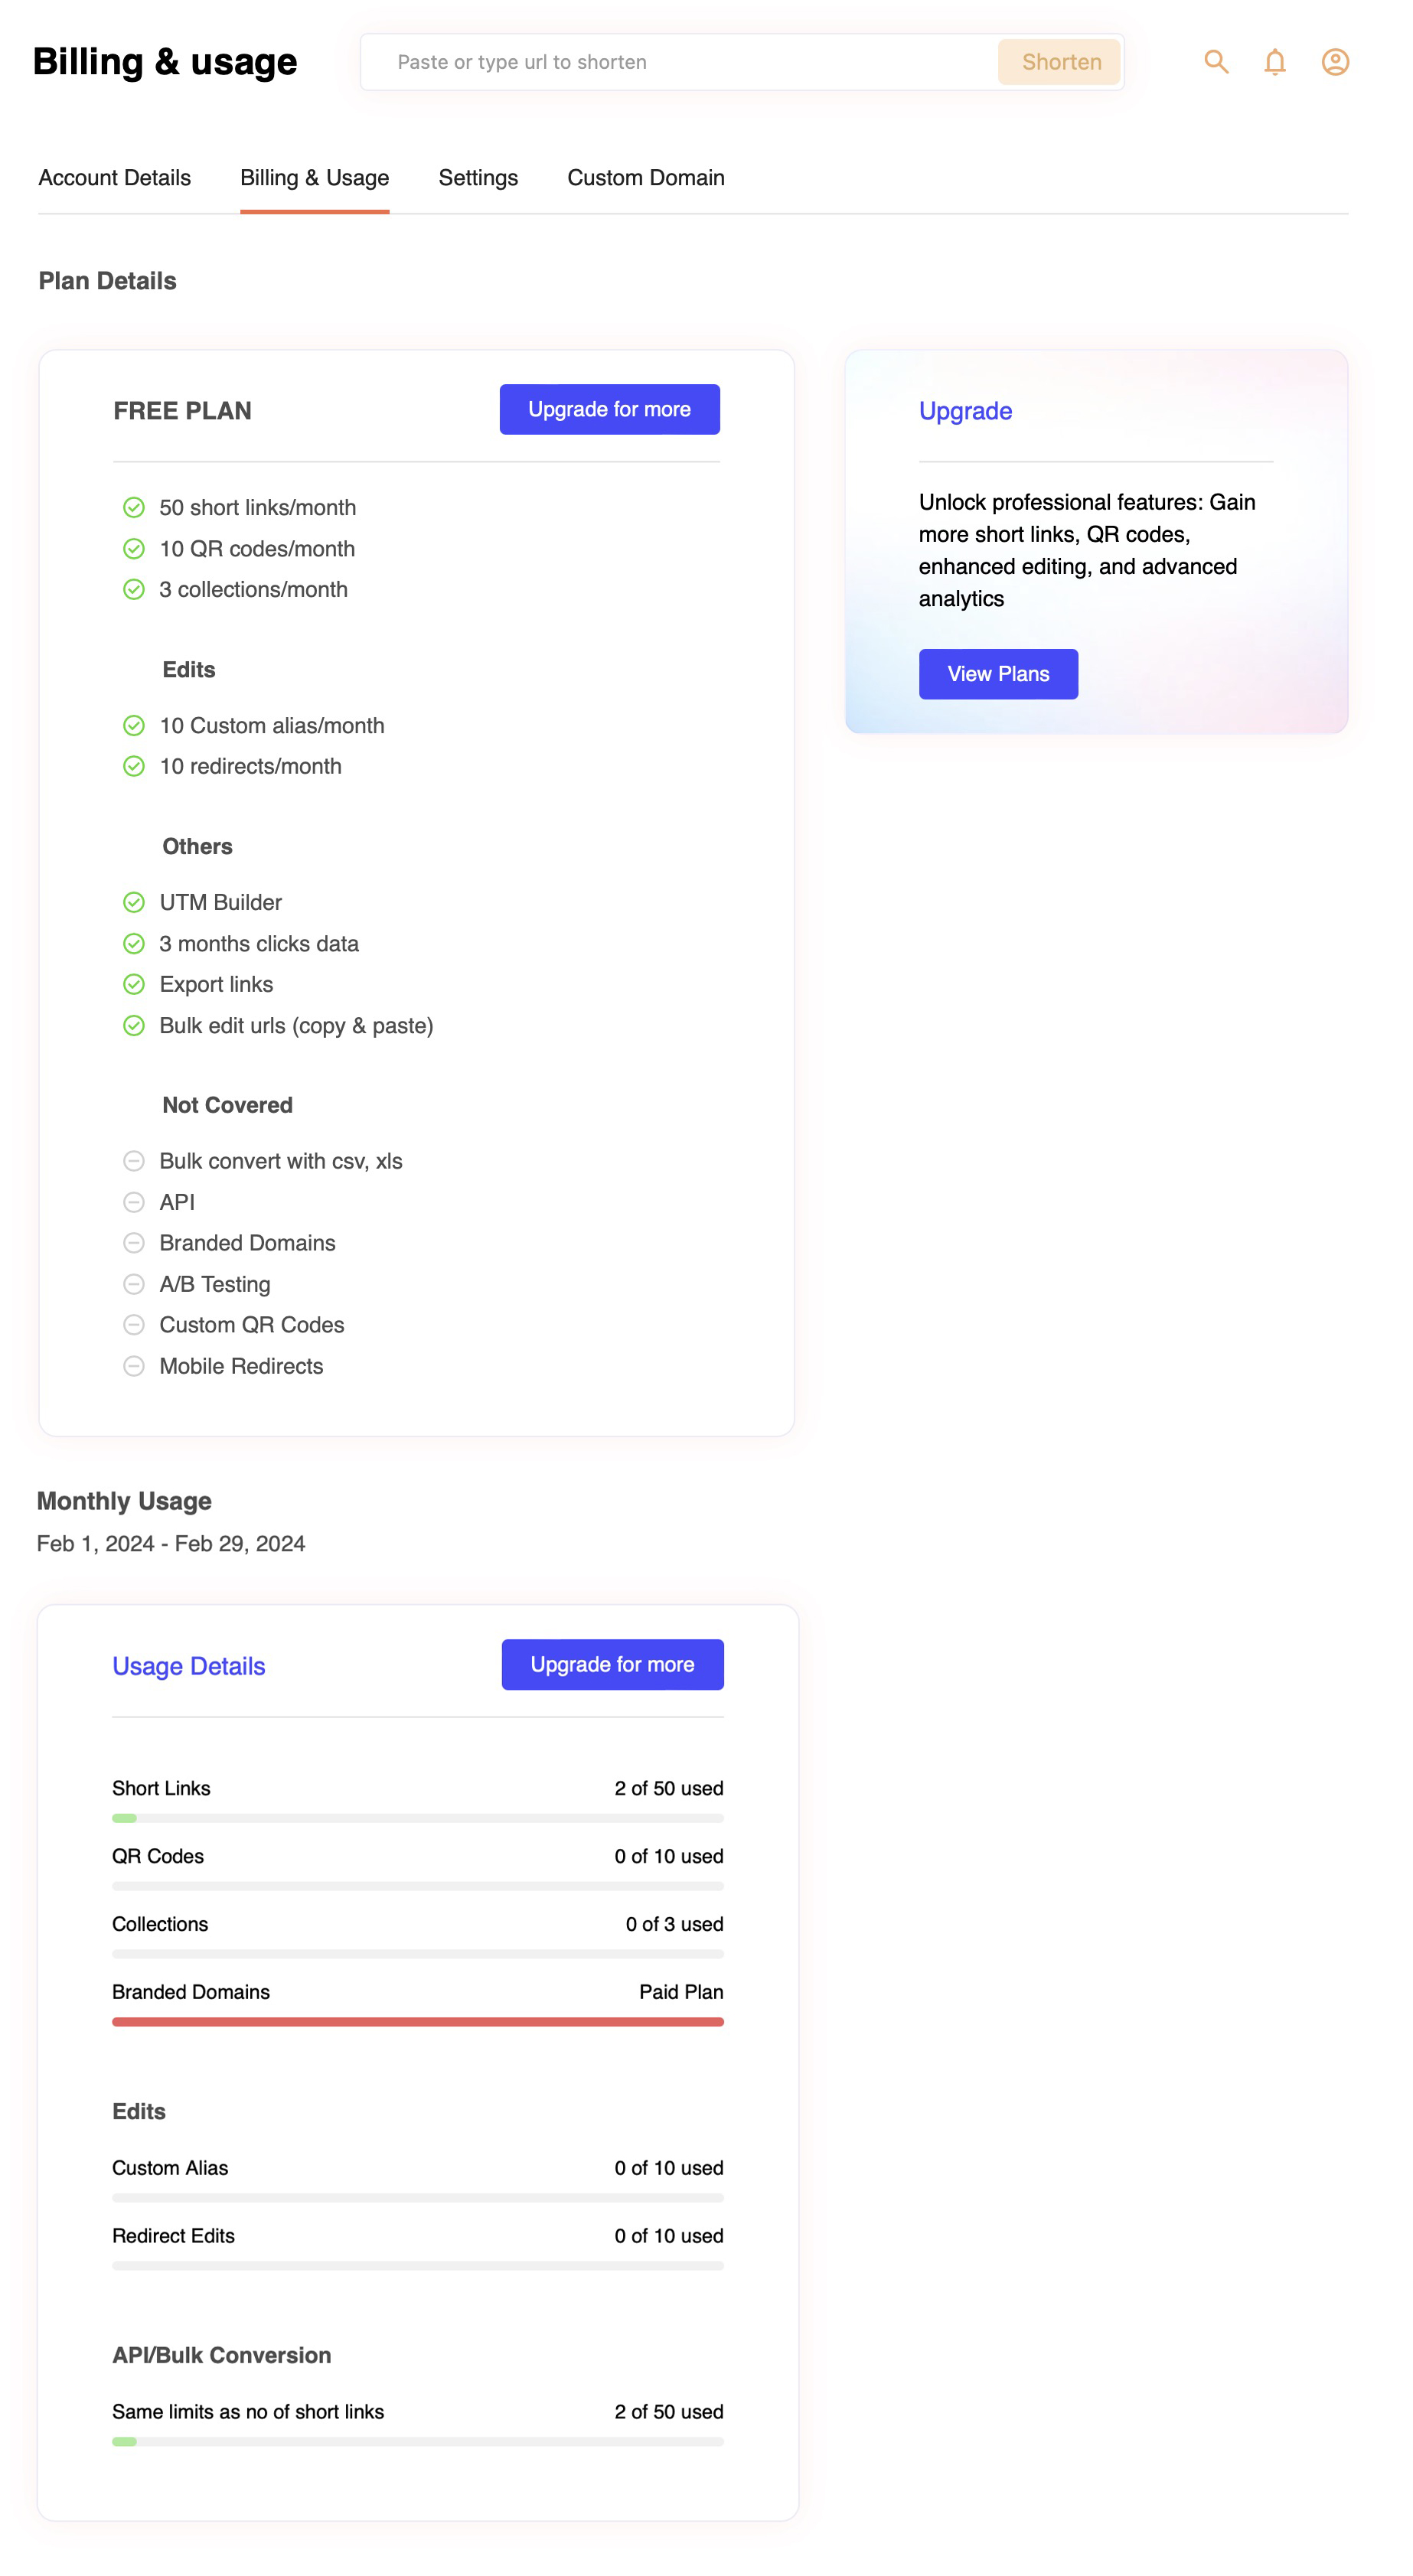 Billing & usage
Paste or type url to shorten
Shorten
Account Details
Billing & Usage
Settings
Custom Domain
Plan Details
FREE PLAN
Upgrade for more
50 short links/month
10 QR codes/month
3 collections/month
Edits
10 Custom alias/month
10 redirects/month
Others
UTM Builder
3 months clicks data
Export links
Bulk edit urls (copy & paste)
Not Covered
Bulk convert with csv, xls
API
Branded Domains
A/B Testing
Custom QR Codes
Mobile Redirects
Upgrade
Unlock professional features: Gain
more short links, QR codes,
enhanced editing, and advanced
analytics
View Plans
Monthly Usage
Feb 1, 2024 - Feb 29, 2024
Usage Details
Upgrade for more
Short Links
2 of 50 used
QR Codes
0 of 10 used
Collections
0 of 3 used
Branded Domains
Paid Plan
Edits
Custom Alias
0 of 10 used
Redirect Edits
0 of 10 used
API/Bulk Conversion
Same limits as no of short links
2 of 50 used